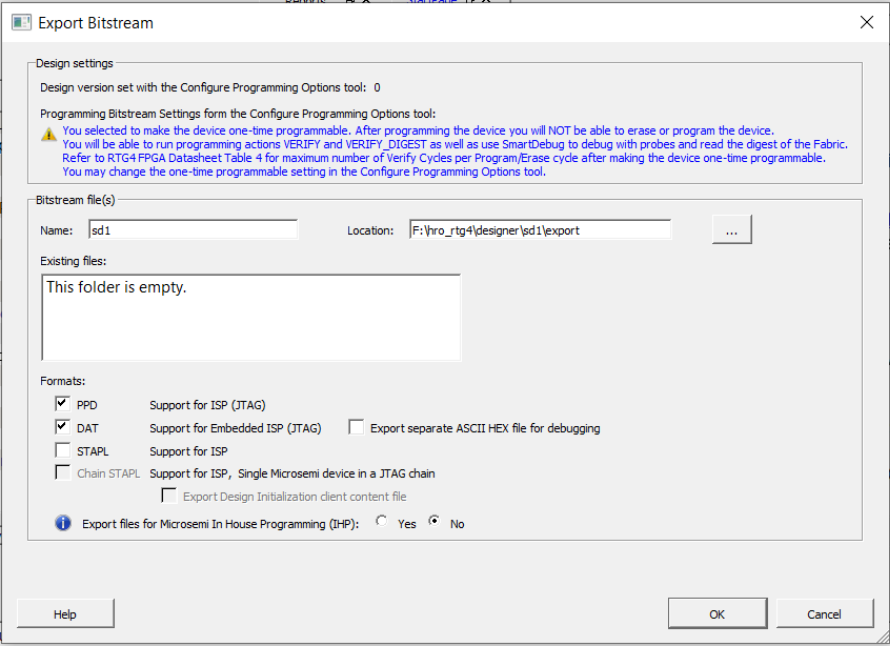 Export Bitstream
Design settings
Design version set with the Configure Programming Options tool: 0
Programming Bitstream Settings form the Configure Programming Options tool:
You selected to make the device one-time programmable. After programming the device you will NOT be able to erase or program the device.
You will be able to run programming actions VERIFY and VERIFY_DIGEST as well as use SmartDebug to debug with probes and read the digest of the Fabric.
Refer to RTG4 FPGA Datasheet Table 4 for maximum number of Verify Cycles per Program/Erase cycle after making the device one-time programmable.
You may change the one-time programmable setting in the Configure Programming Options tool.
Bitstream file(s)
Name: sd1 Location: F:\hro_rtg4\designer\sd1\export ...
Existing files:
This folder is empty.
Formats:
PPD Support for ISP (JTAG)
DAT Support for Embedded ISP (JTAG) Export separate ASCII HEX file for debugging
STAPL Support for ISP
Chain STAPL Support for ISP, Single Microsemi device in a JTAG chain
Export Design Initialization client content file
Export files for Microsemi In House Programming (IHP): Yes No
Help OK Cancel